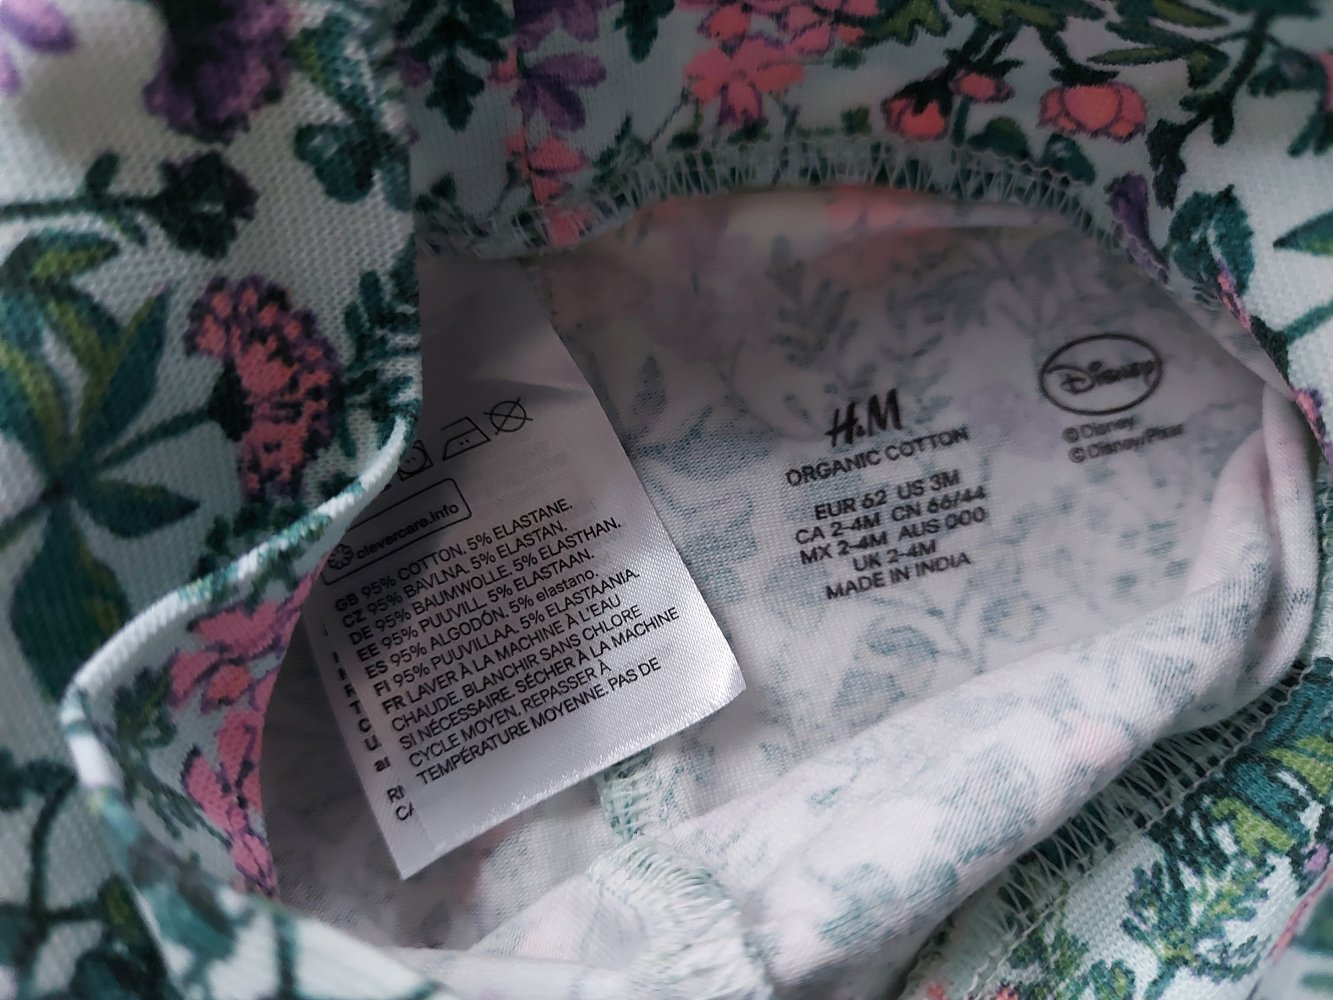 clevercare.info
GB 95% COTTON. 5% ELASTANE.
CZ 95% BAVLNA. 5% ELASTAN.
DE 95% BAUMWOLLE. 5% ELASTHAN.
EE 95% PUUVILL. 5% ELASTAAN.
ES 95% ALGODÓN. 5% elastano.
FI 95% PUUVILLAA. 5% ELASTAANIA.
FR LAVER À LA MACHINE À L'EAU
CHAUDE. BLANCHIR SANS CHLORE
SI NÉCESSAIRE. SÉCHER À LA MACHINE
CYCLE MOYEN. REPASSER À
TEMPÉRATURE MOYENNE. PAS DE
H&M
ORGANIC COTTON
EUR 62 US 3M
CA 2-4M CN 66/44
MX 2-4M AUS 000
UK 2-4M
MADE IN INDIA
Disney
©Disney
©Disney/Pixar